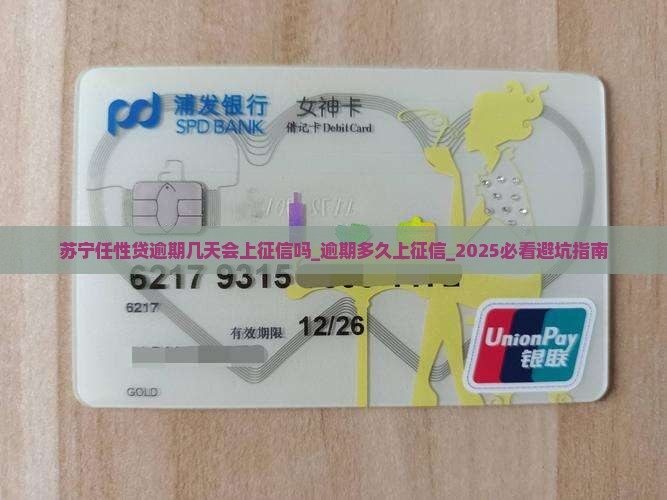 浦发银行
SPD BANK
女神卡
借记卡 Debit Card
苏宁任性贷逾期几天会上征信吗_逾期多久上征信_2025必看避坑指南
6217 9315
6217
有效期限 12/26
GOLD
UnionPay
银联